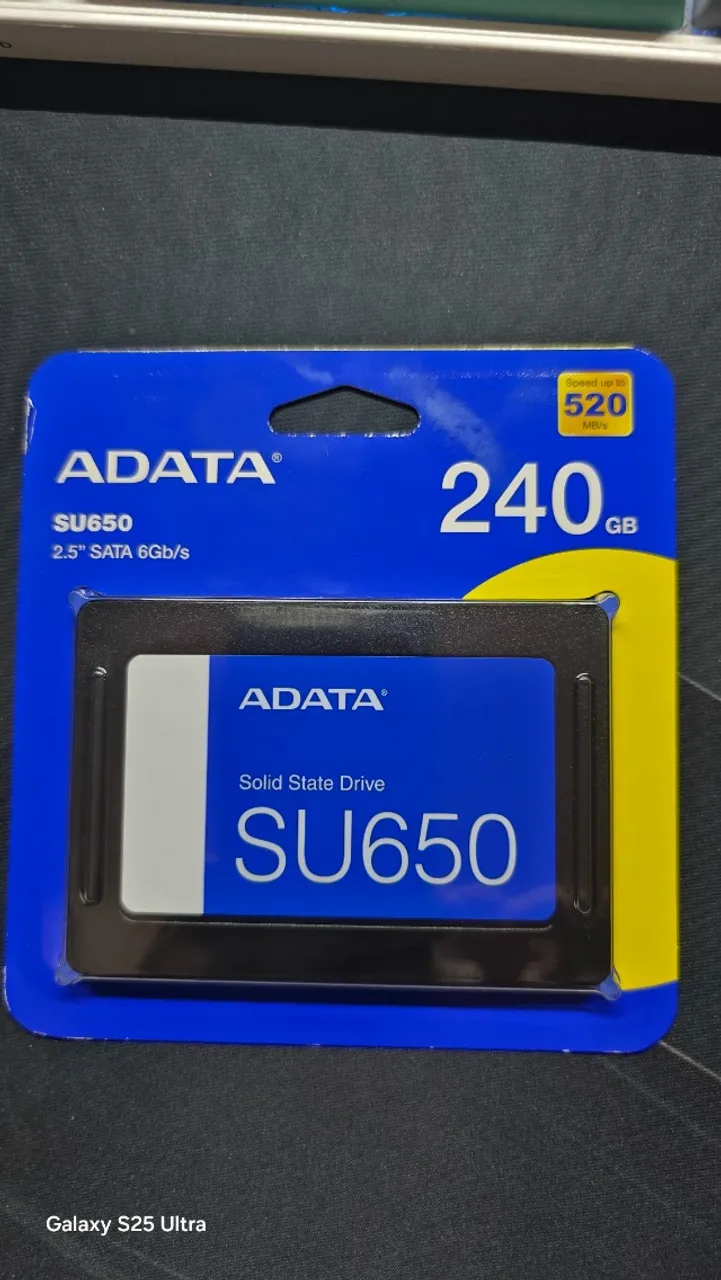 Speed up to
520
MB/s
ADATA®
240GB
SU650
2.5" SATA 6Gb/s
ADATA®
Solid State Drive
SU650
Galaxy S25 Ultra